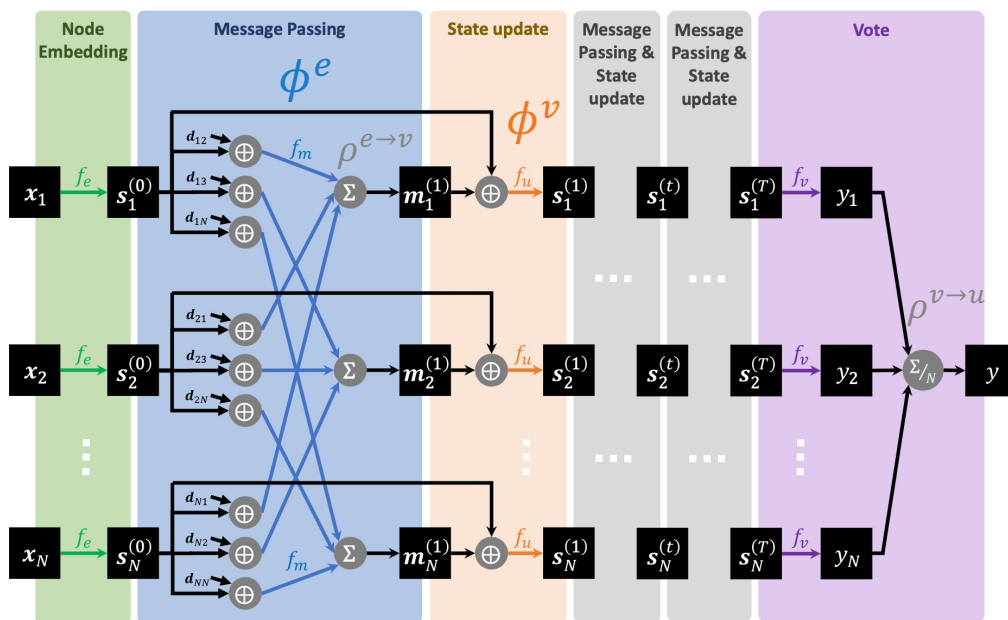 Node
Embedding
Message Passing
State update
Message
Passing &
State
update
Message
Passing &
State
update
Vote
ϕ^e
ϕ^v
d_12
f_m
ρ^{e→v}
x_1 f_e s_1^(0) d_13 ⊕ Σ m_1^(1) ⊕ f_u s_1^(1) s_1^(t) s_1^(T) f_v y_1
d_1N ⊕
... ...
d_21 ⊕
ρ^{v→u}
x_2 f_e s_2^(0) d_23 ⊕ Σ m_2^(1) ⊕ f_u s_2^(1) s_2^(t) s_2^(T) f_v y_2 Σ/N y
d_2N ⊕
... ...
d_N1 ⊕
x_N f_e s_N^(0) d_N2 ⊕ Σ m_N^(1) ⊕ f_u s_N^(1) s_N^(t) s_N^(T) f_v y_N
d_NN ⊕ f_m